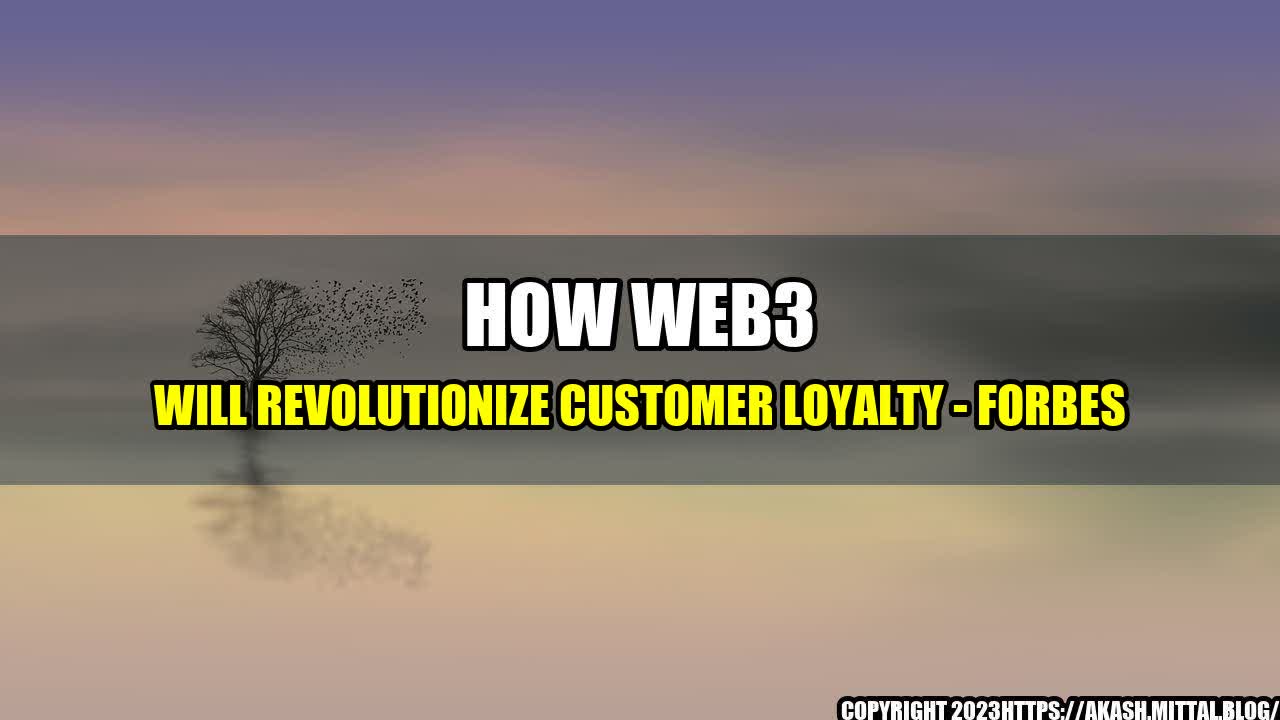 HOW WEB3
WILL REVOLUTIONIZE CUSTOMER LOYALTY - FORBES
COPYRIGHT 2023HTTPS://AKASH.MITTAL.BLOG/